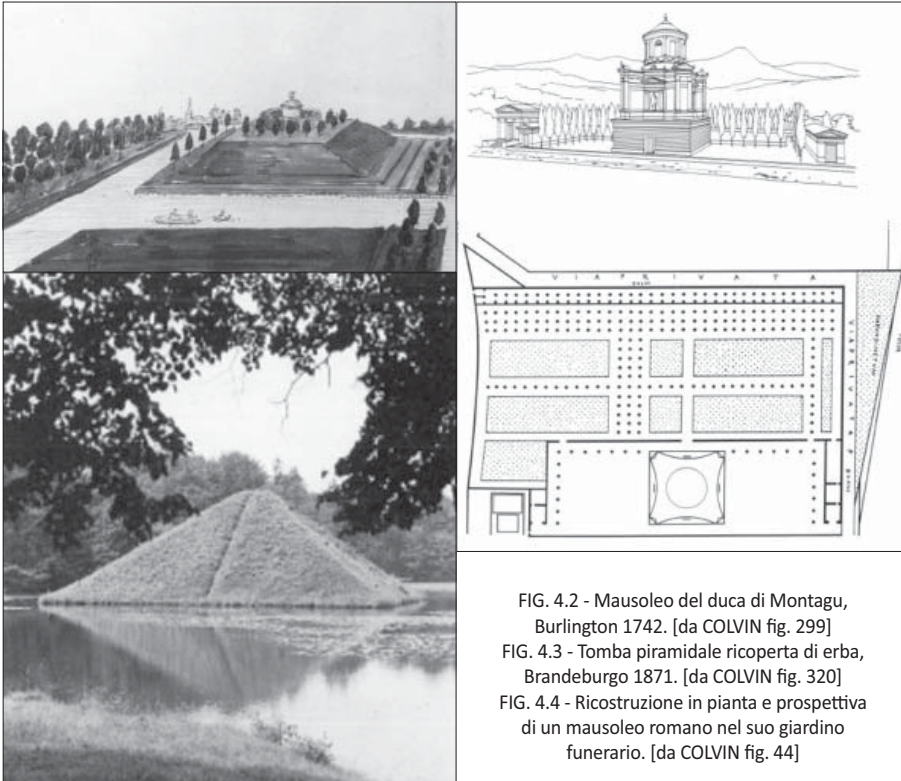 VIA PRIVATA
FIG. 4.2 - Mausoleo del duca di Montagu,
Burlington 1742. [da COLVIN fig. 299]
FIG. 4.3 - Tomba piramidale ricoperta di erba,
Brandeburgo 1871. [da COLVIN fig. 320]
FIG. 4.4 - Ricostruzione in pianta e prospettiva
di un mausoleo romano nel suo giardino
funerario. [da COLVIN fig. 44]